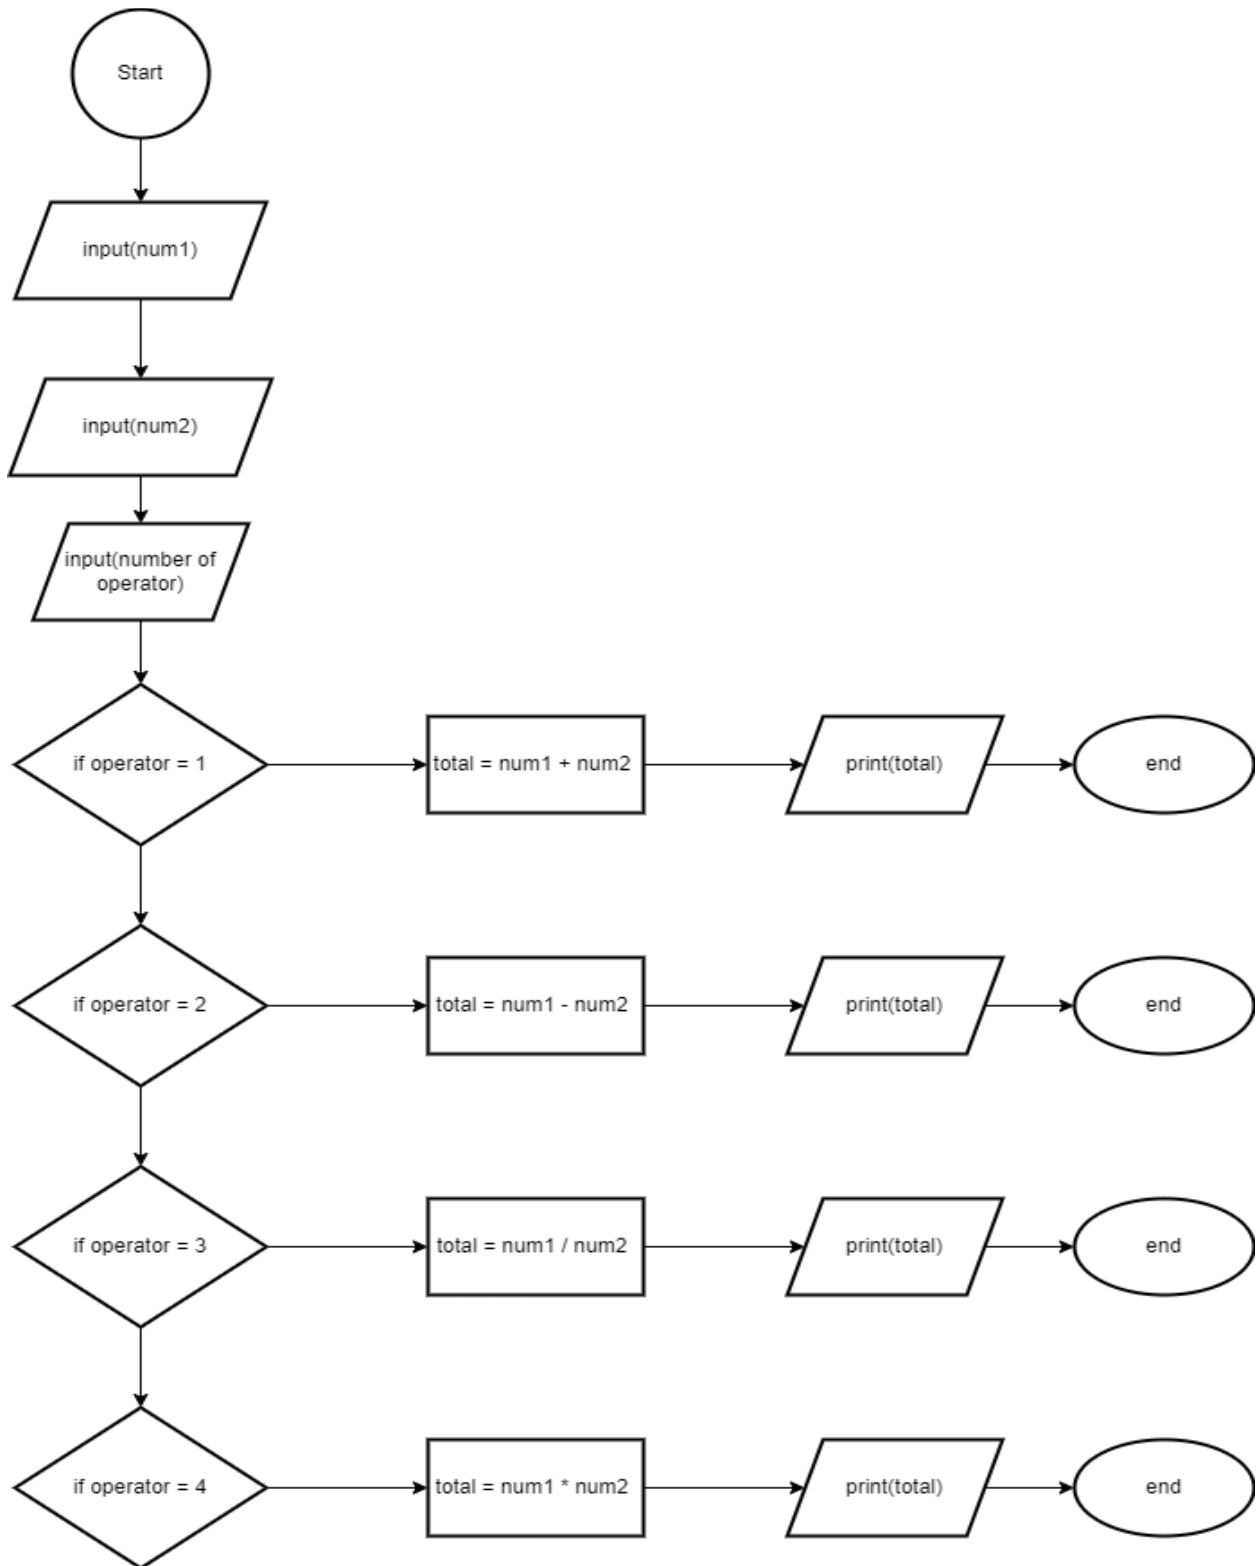 Start
input(num1)
input(num2)
input(number of
operator)
if operator = 1
total = num1 + num2
print(total)
end
if operator = 2
total = num1 - num2
print(total)
end
if operator = 3
total = num1 / num2
print(total)
end
if operator = 4
total = num1 * num2
print(total)
end